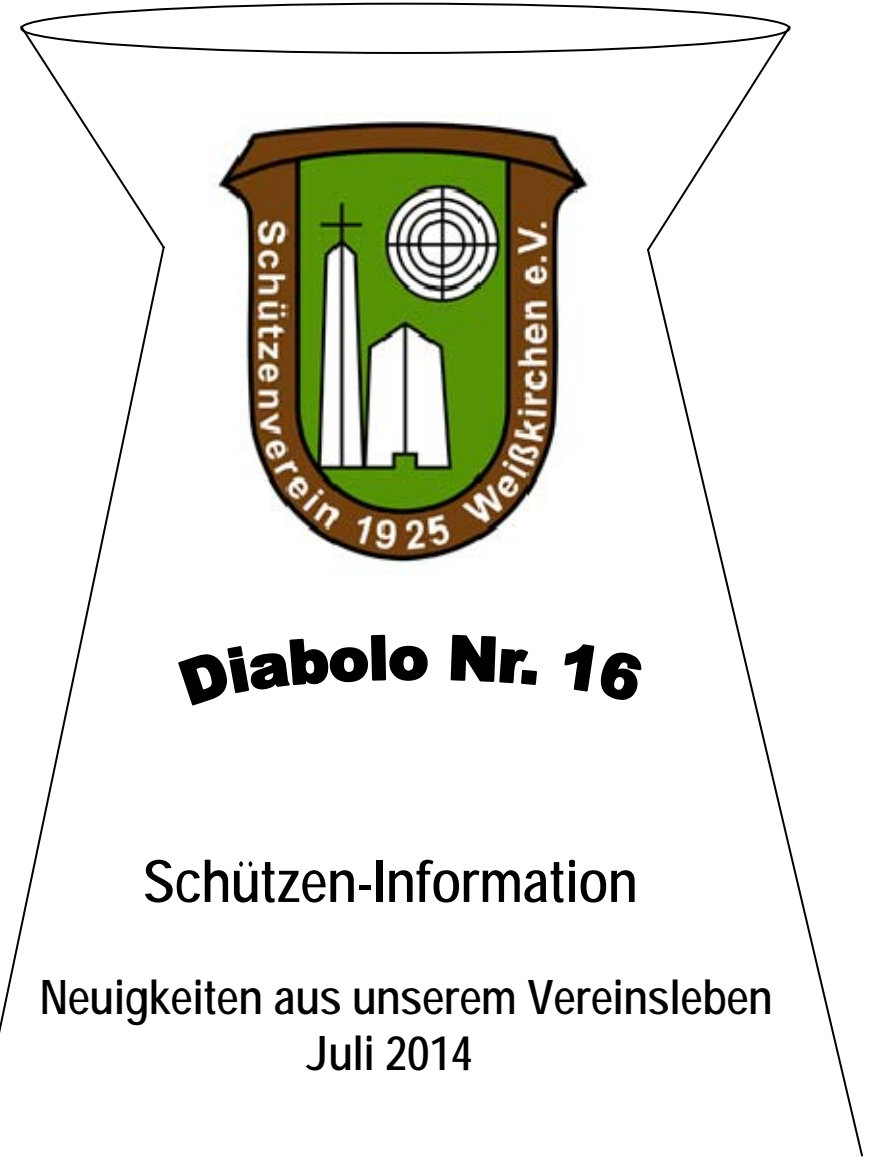 Schützenverein 1925 Weißkirchen e.V.
Diabolo Nr. 16
Schützen-Information
Neuigkeiten aus unserem Vereinsleben
Juli 2014